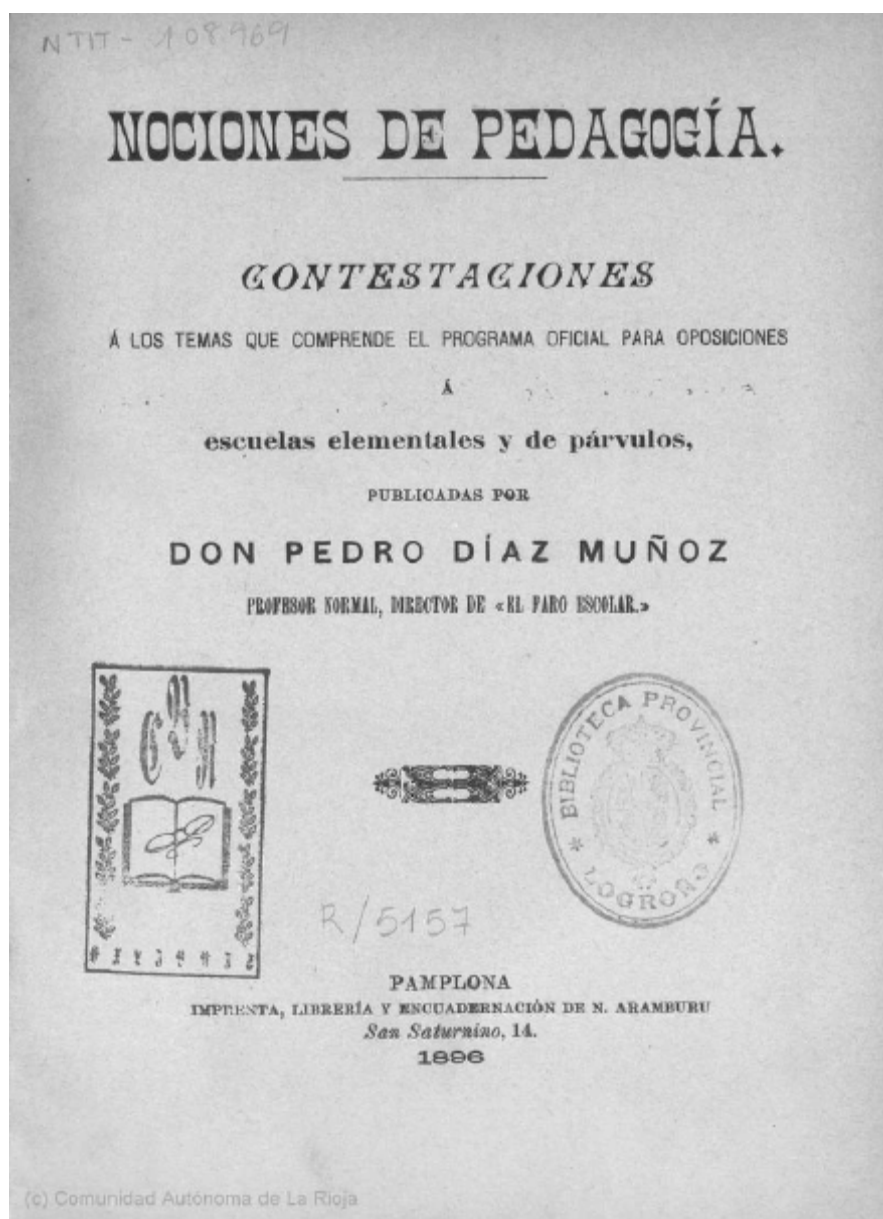 NTIT - 108.969
NOCIONES DE PEDAGOGÍA.
CONTESTACIONES
Á LOS TEMAS QUE COMPRENDE EL PROGRAMA OFICIAL PARA OPOSICIONES
Á
escuelas elementales y de párvulos,
PUBLICADAS POR
DON PEDRO DÍAZ MUÑOZ
PROFESOR NORMAL, DIRECTOR DE «EL FARO ESCOLAR.»
BIBLIOTECA PROVINCIAL
* LOGROÑO *
R/5157
PAMPLONA
IMPRENTA, LIBRERÍA Y ENCUADERNACIÓN DE N. ARAMBURU
San Saturnino, 14.
1896
(c) Comunidad Autónoma de La Rioja